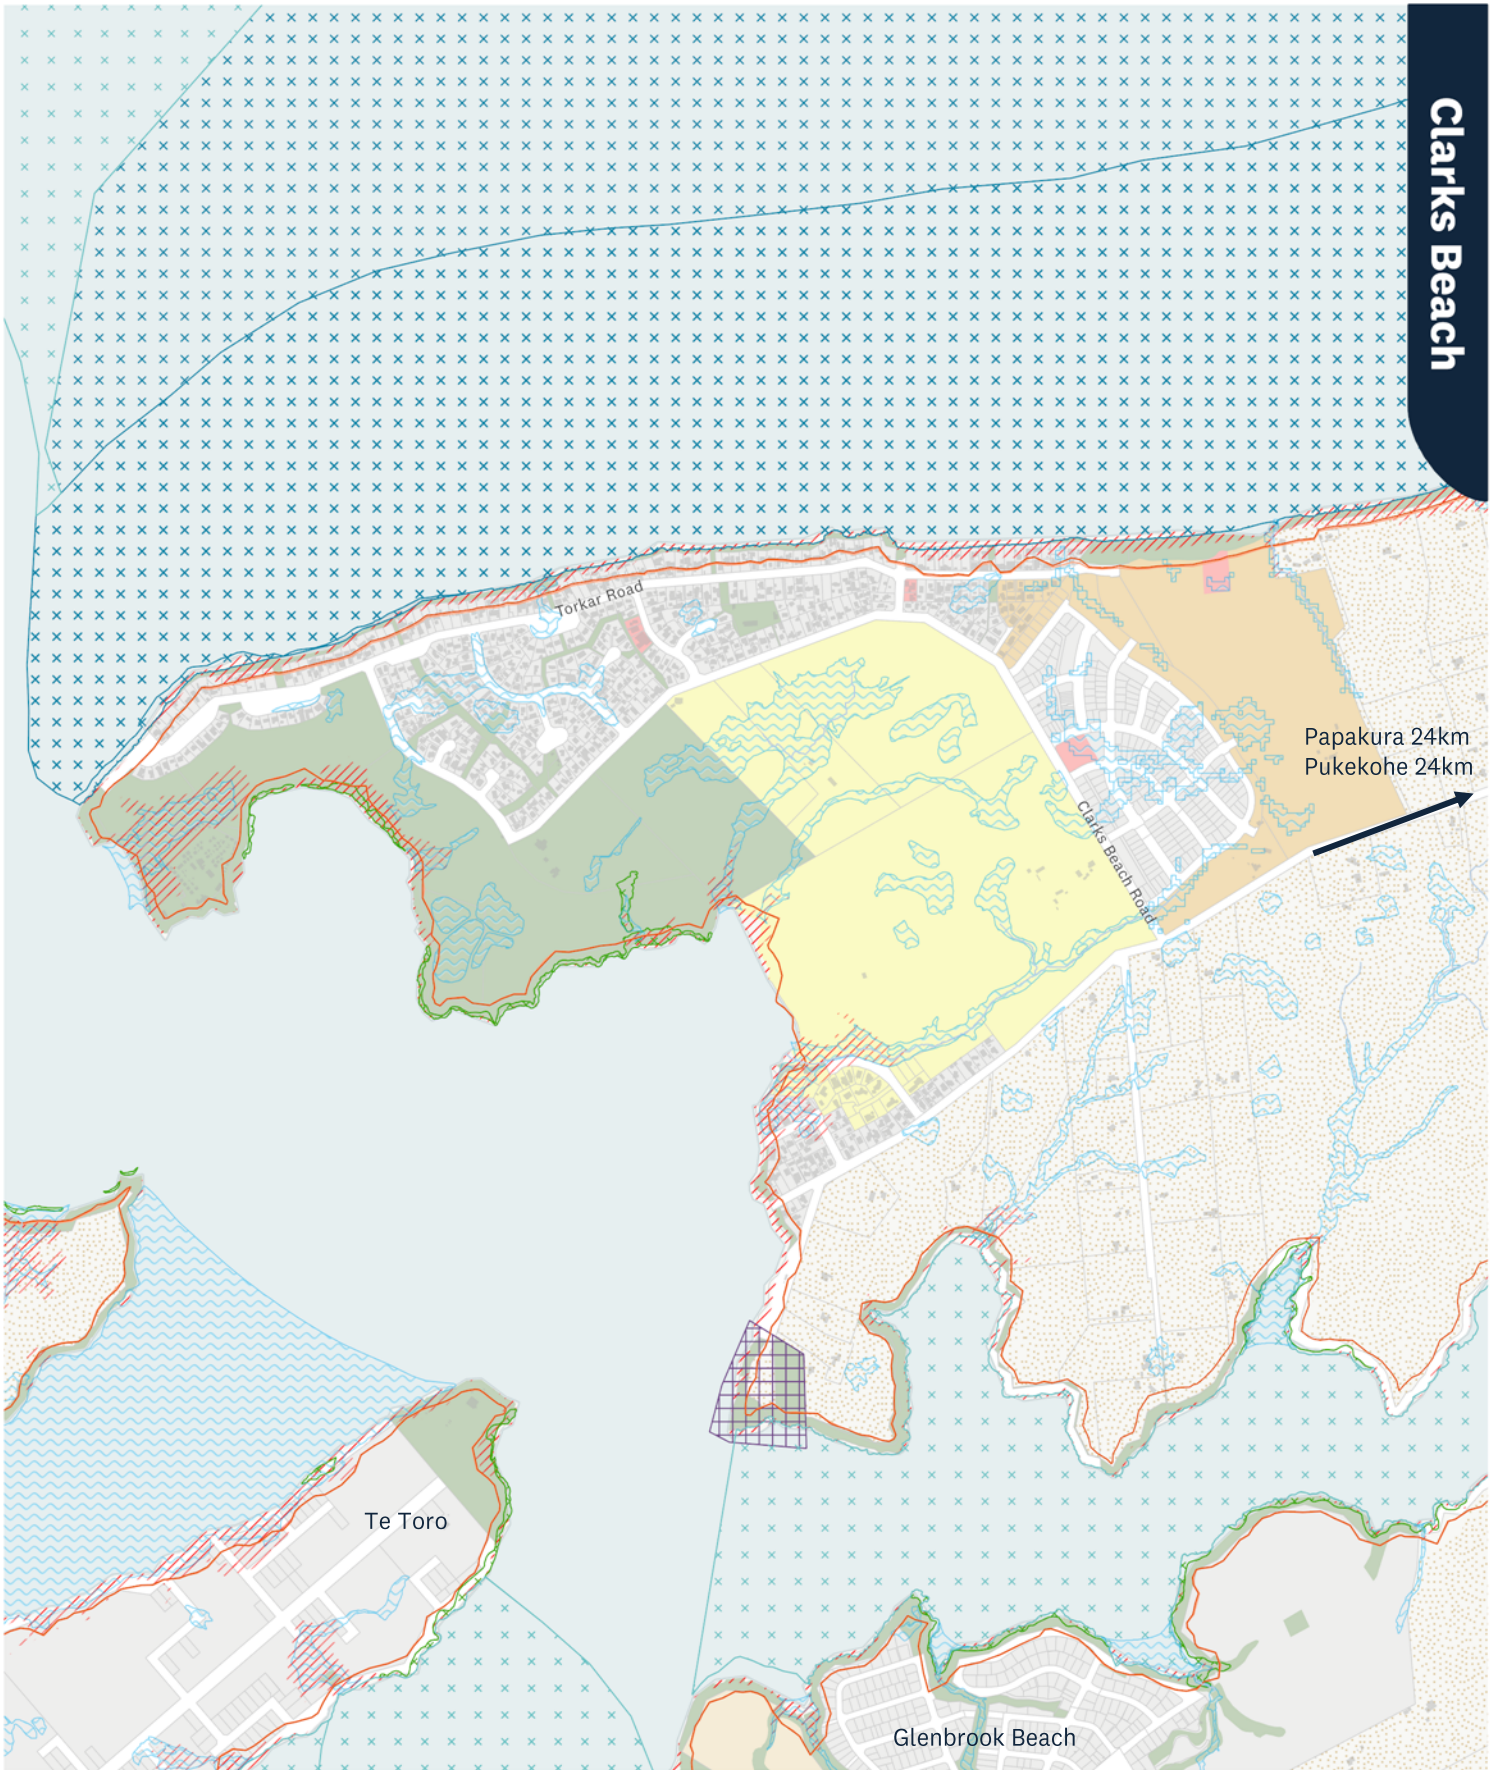 Clarks Beach
Torkar Road
Papakura 24km
Pukekohe 24km
Clarks Beach Road
Te Toro
Glenbrook Beach